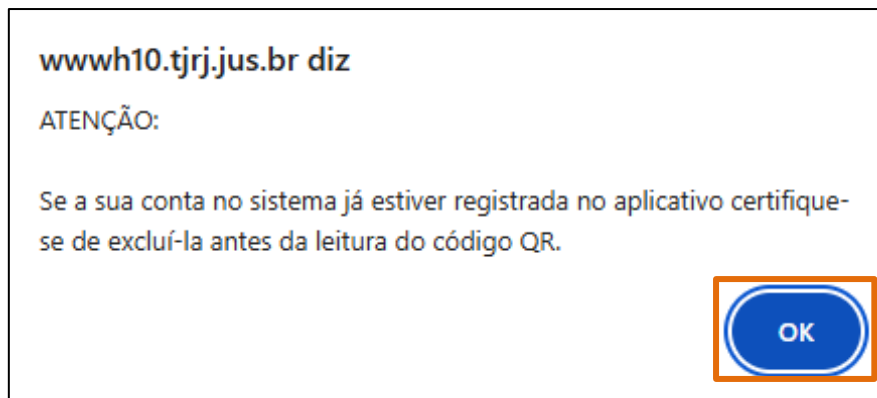 wwwh10.tjrj.jus.br diz
ATENÇÃO:
Se a sua conta no sistema já estiver registrada no aplicativo certifique-
se de excluí-la antes da leitura do código QR.
OK